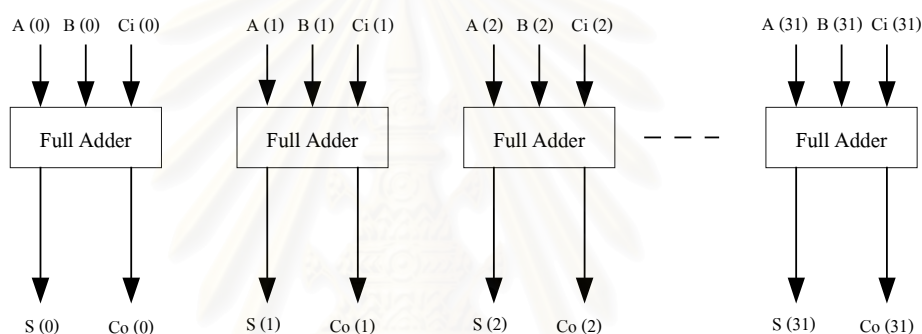 A (0) B (0) Ci (0) A (1) B (1) Ci (1) A (2) B (2) Ci (2) A (31) B (31) Ci (31)
Full Adder Full Adder Full Adder Full Adder
S (0) Co (0) S (1) Co (1) S (2) Co (2) S (31) Co (31)